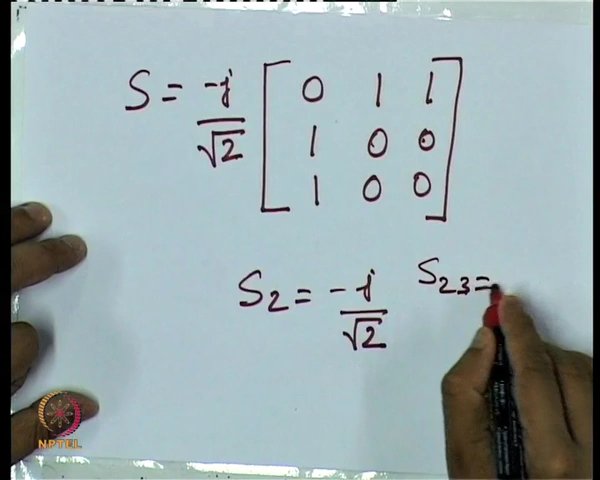 S = -j/√2 [ 0 1 1
1 0 0
1 0 0 ]
S₂ = -j/√2 S₂₃ =
NPTEL